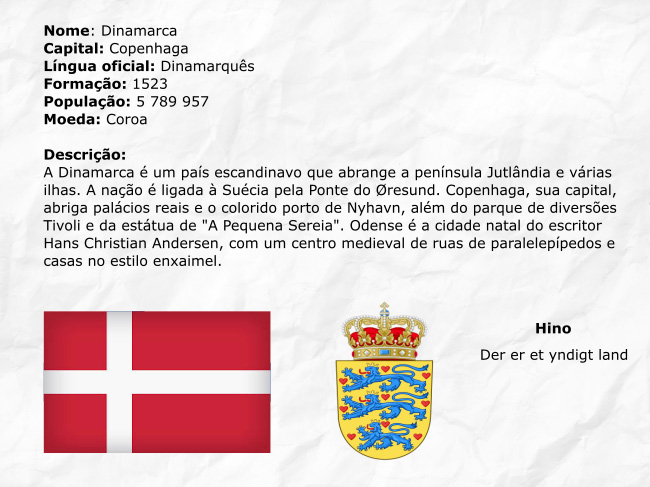 Nome: Dinamarca
Capital: Copenhaga
Língua oficial: Dinamarquês
Formação: 1523
População: 5 789 957
Moeda: Coroa
Descrição:
A Dinamarca é um país escandinavo que abrange a península Jutlândia e várias
ilhas. A nação é ligada à Suécia pela Ponte do Øresund. Copenhaga, sua capital,
abriga palácios reais e o colorido porto de Nyhavn, além do parque de diversões
Tivoli e da estátua de "A Pequena Sereia". Odense é a cidade natal do escritor
Hans Christian Andersen, com um centro medieval de ruas de paralelepípedos e
casas no estilo enxaimel.
Hino
Der er et yndigt land